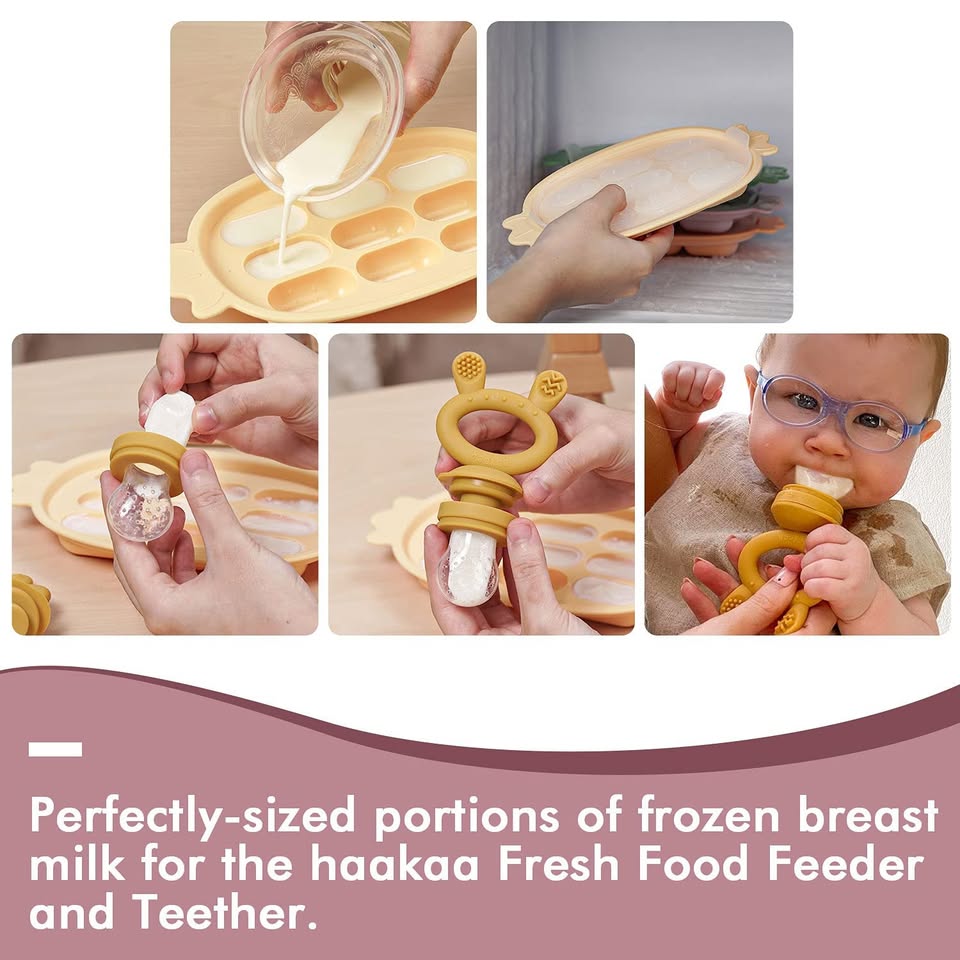 Perfectly-sized portions of frozen breast
milk for the haakaa Fresh Food Feeder
and Teether.